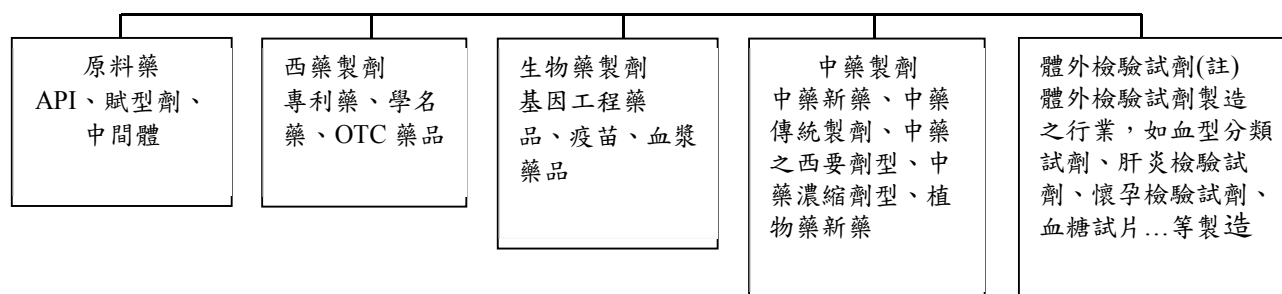 原料藥
API、賦型劑、
中間體
西藥製劑
專利藥、學名
藥、OTC 藥品
生物藥製劑
基因工程藥
品、疫苗、血漿
藥品
中藥製劑
中藥新藥、中藥
傳統製劑、中藥
之西要劑型、中
藥濃縮劑型、植
物藥新藥
體外檢驗試劑(註)
體外檢驗試劑製造
之行業，如血型分類
試劑、肝炎檢驗試
劑、懷孕檢驗試劑、
血糖試片…等製造